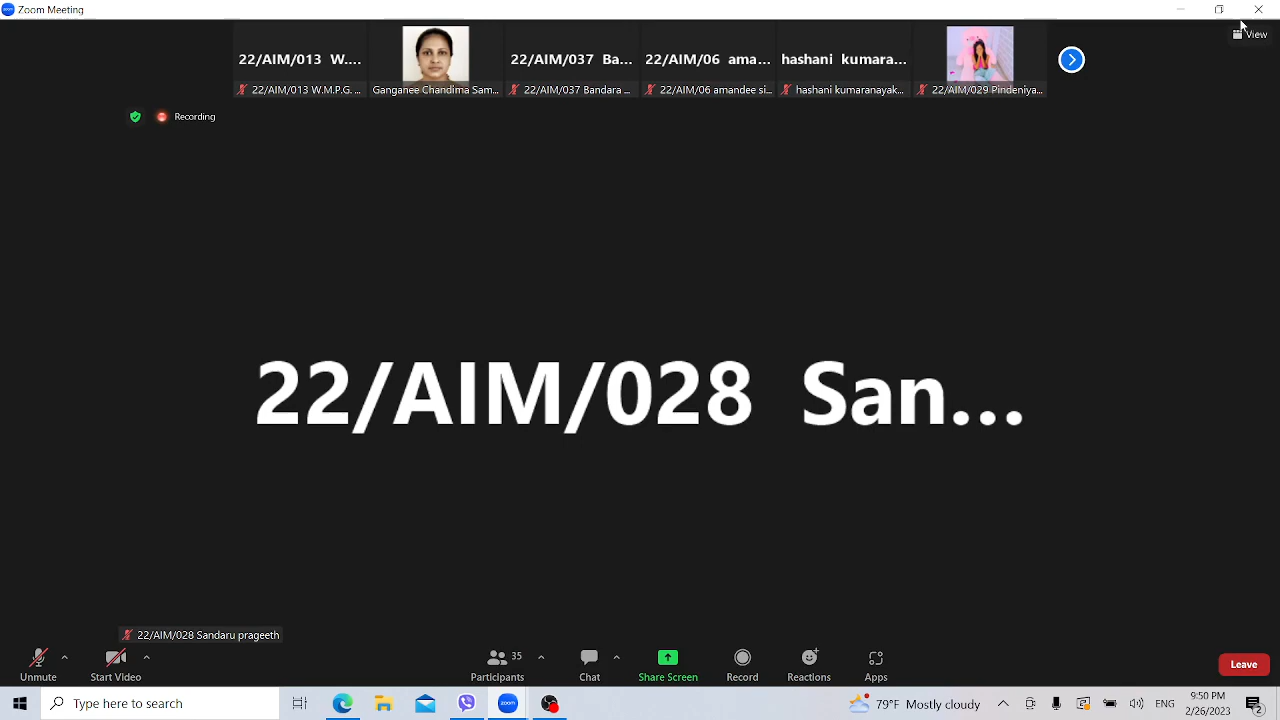 Zoom Meeting
View
22/AIM/013 W....
22/AIM/037 Ba...
22/AIM/06 ama...
hashani kumara...
22/AIM/013 W.M.P.G. ...
Ganganee Chandima Sam...
22/AIM/037 Bandara ...
22/AIM/06 amandee si...
hashani kumaranayak...
22/AIM/029 Pindeniya...
Recording
22/AIM/028 San...
22/AIM/028 Sandaru prageeth
35
Unmute
Start Video
Participants
Chat
Share Screen
Record
Reactions
Apps
Leave
Type here to search
zoom
79°F Mostly cloudy
ENG
9:50 PM
2/26/2023
2